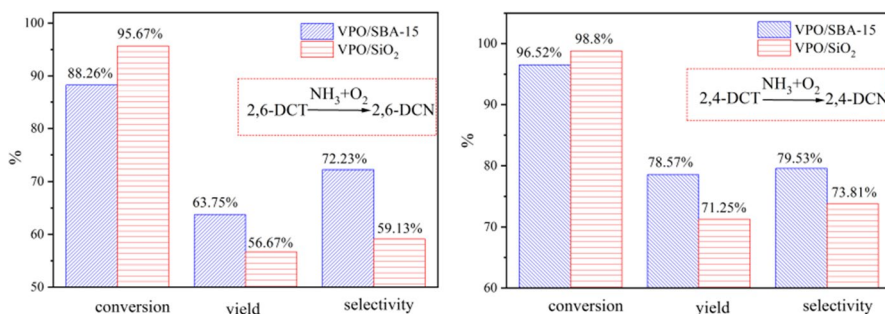 %
100
90
80
70
60
50
VPO/SBA-15
VPO/SiO₂
95.67%
88.26%
NH₃+O₂
2,6-DCT → 2,6-DCN
72.23%
63.75%
56.67%
59.13%
conversion
yield
selectivity
%
100
90
80
70
60
VPO/SBA-15
VPO/SiO₂
96.52%
98.8%
NH₃+O₂
2,4-DCT → 2,4-DCN
78.57%
71.25%
79.53%
73.81%
conversion
yield
selectivity